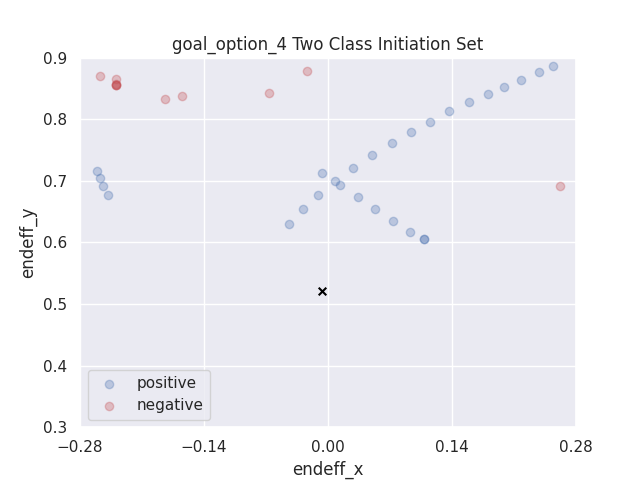 goal_option_4 Two Class Initiation Set
0.9
0.8
0.7
0.6
0.5
0.4
0.3
endeff_y
positive
negative
−0.28 −0.14 0.00 0.14 0.28
endeff_x